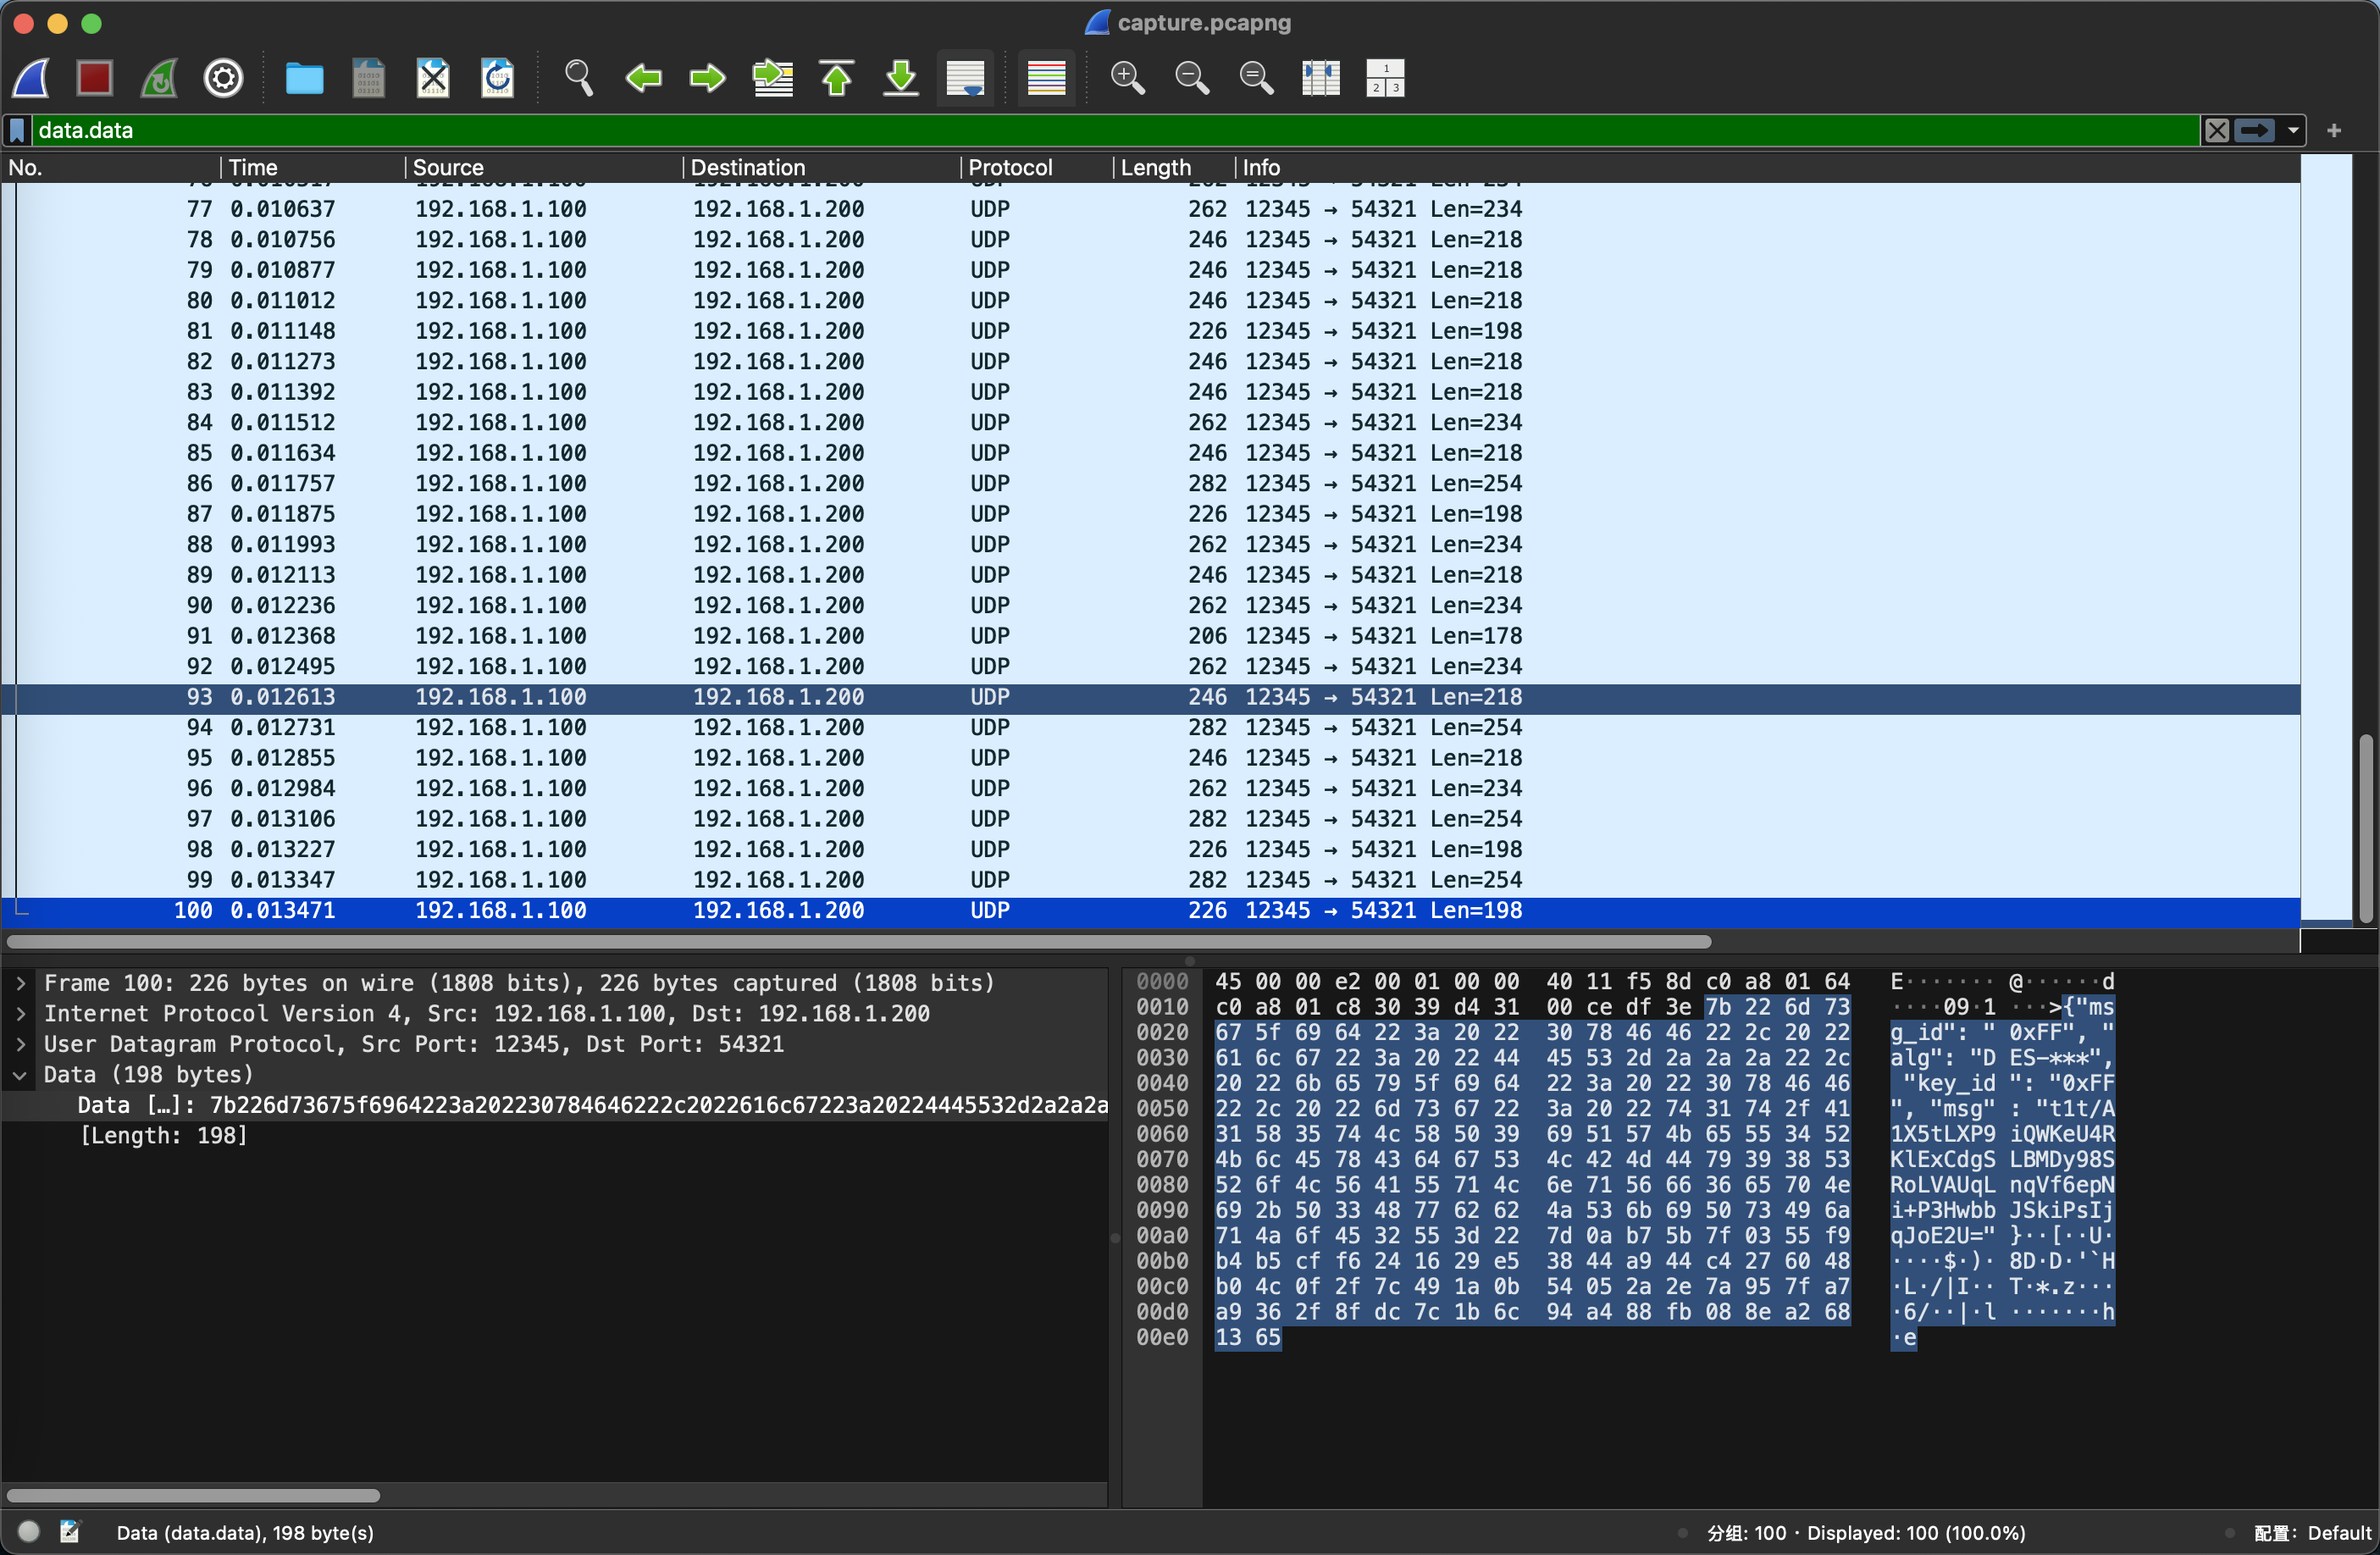 capture.pcapng
data.data
No. Time Source Destination Protocol Length Info
77 0.010637 192.168.1.100 192.168.1.200 UDP 262 12345 → 54321 Len=234
78 0.010756 192.168.1.100 192.168.1.200 UDP 246 12345 → 54321 Len=218
79 0.010877 192.168.1.100 192.168.1.200 UDP 246 12345 → 54321 Len=218
80 0.011012 192.168.1.100 192.168.1.200 UDP 246 12345 → 54321 Len=218
81 0.011148 192.168.1.100 192.168.1.200 UDP 226 12345 → 54321 Len=198
82 0.011273 192.168.1.100 192.168.1.200 UDP 246 12345 → 54321 Len=218
83 0.011392 192.168.1.100 192.168.1.200 UDP 246 12345 → 54321 Len=218
84 0.011512 192.168.1.100 192.168.1.200 UDP 262 12345 → 54321 Len=234
85 0.011634 192.168.1.100 192.168.1.200 UDP 246 12345 → 54321 Len=218
86 0.011757 192.168.1.100 192.168.1.200 UDP 282 12345 → 54321 Len=254
87 0.011875 192.168.1.100 192.168.1.200 UDP 226 12345 → 54321 Len=198
88 0.011993 192.168.1.100 192.168.1.200 UDP 262 12345 → 54321 Len=234
89 0.012113 192.168.1.100 192.168.1.200 UDP 246 12345 → 54321 Len=218
90 0.012236 192.168.1.100 192.168.1.200 UDP 262 12345 → 54321 Len=234
91 0.012368 192.168.1.100 192.168.1.200 UDP 206 12345 → 54321 Len=178
92 0.012495 192.168.1.100 192.168.1.200 UDP 262 12345 → 54321 Len=234
93 0.012613 192.168.1.100 192.168.1.200 UDP 246 12345 → 54321 Len=218
94 0.012731 192.168.1.100 192.168.1.200 UDP 282 12345 → 54321 Len=254
95 0.012855 192.168.1.100 192.168.1.200 UDP 246 12345 → 54321 Len=218
96 0.012984 192.168.1.100 192.168.1.200 UDP 262 12345 → 54321 Len=234
97 0.013106 192.168.1.100 192.168.1.200 UDP 282 12345 → 54321 Len=254
98 0.013227 192.168.1.100 192.168.1.200 UDP 226 12345 → 54321 Len=198
99 0.013347 192.168.1.100 192.168.1.200 UDP 282 12345 → 54321 Len=254
100 0.013471 192.168.1.100 192.168.1.200 UDP 226 12345 → 54321 Len=198
Frame 100: 226 bytes on wire (1808 bits), 226 bytes captured (1808 bits)
Internet Protocol Version 4, Src: 192.168.1.100, Dst: 192.168.1.200
User Datagram Protocol, Src Port: 12345, Dst Port: 54321
Data (198 bytes)
Data […]: 7b226d73675f6964223a202230784646222c2022616c67223a20224445532d2a2a2a
[Length: 198]
0000 45 00 00 e2 00 01 00 00 40 11 f5 8d c0 a8 01 64 E······· @······d
0010 c0 a8 01 c8 30 39 d4 31 00 ce df 3e 7b 22 6d 73 ····09·1 ···>{"ms
0020 67 5f 69 64 22 3a 20 22 30 78 46 46 22 2c 20 22 g_id": " 0xFF", "
0030 61 6c 67 22 3a 20 22 44 45 53 2d 2a 2a 2a 22 2c alg": "D ES-***",
0040 20 22 6b 65 79 5f 69 64 22 3a 20 22 30 78 46 46 "key_id ": "0xFF
0050 22 2c 20 22 6d 73 67 22 3a 20 22 74 31 74 2f 41 ", "msg" : "t1t/A
0060 31 58 35 74 4c 58 50 39 69 51 57 4b 65 55 34 52 1X5tLXP9 iQWKeU4R
0070 4b 6c 45 78 43 64 67 53 4c 42 4d 44 79 39 38 53 KlExCdgS LBMDy98S
0080 52 6f 4c 56 41 55 71 4c 6e 71 56 66 36 65 70 4e RoLVAUqL nqVf6epN
0090 69 2b 50 33 48 77 62 62 4a 53 6b 69 50 73 49 6a i+P3Hwbb JSkiPsIj
00a0 71 4a 6f 45 32 55 3d 22 7d 0a b7 5b 7f 03 55 f9 qJoE2U=" }··[··U·
00b0 b4 b5 cf f6 24 16 29 e5 38 44 a9 44 c4 27 60 48 ····$·)· 8D·D·'`H
00c0 b0 4c 0f 2f 7c 49 1a 0b 54 05 2a 2e 7a 95 7f a7 ·L·/|I·· T·*.z···
00d0 a9 36 2f 8f dc 7c 1b 6c 94 a4 88 fb 08 8e a2 68 ·6/··|·l ·······h
00e0 13 65 ·e
Data (data.data), 198 byte(s) 分组: 100 · Displayed: 100 (100.0%) 配置: Default